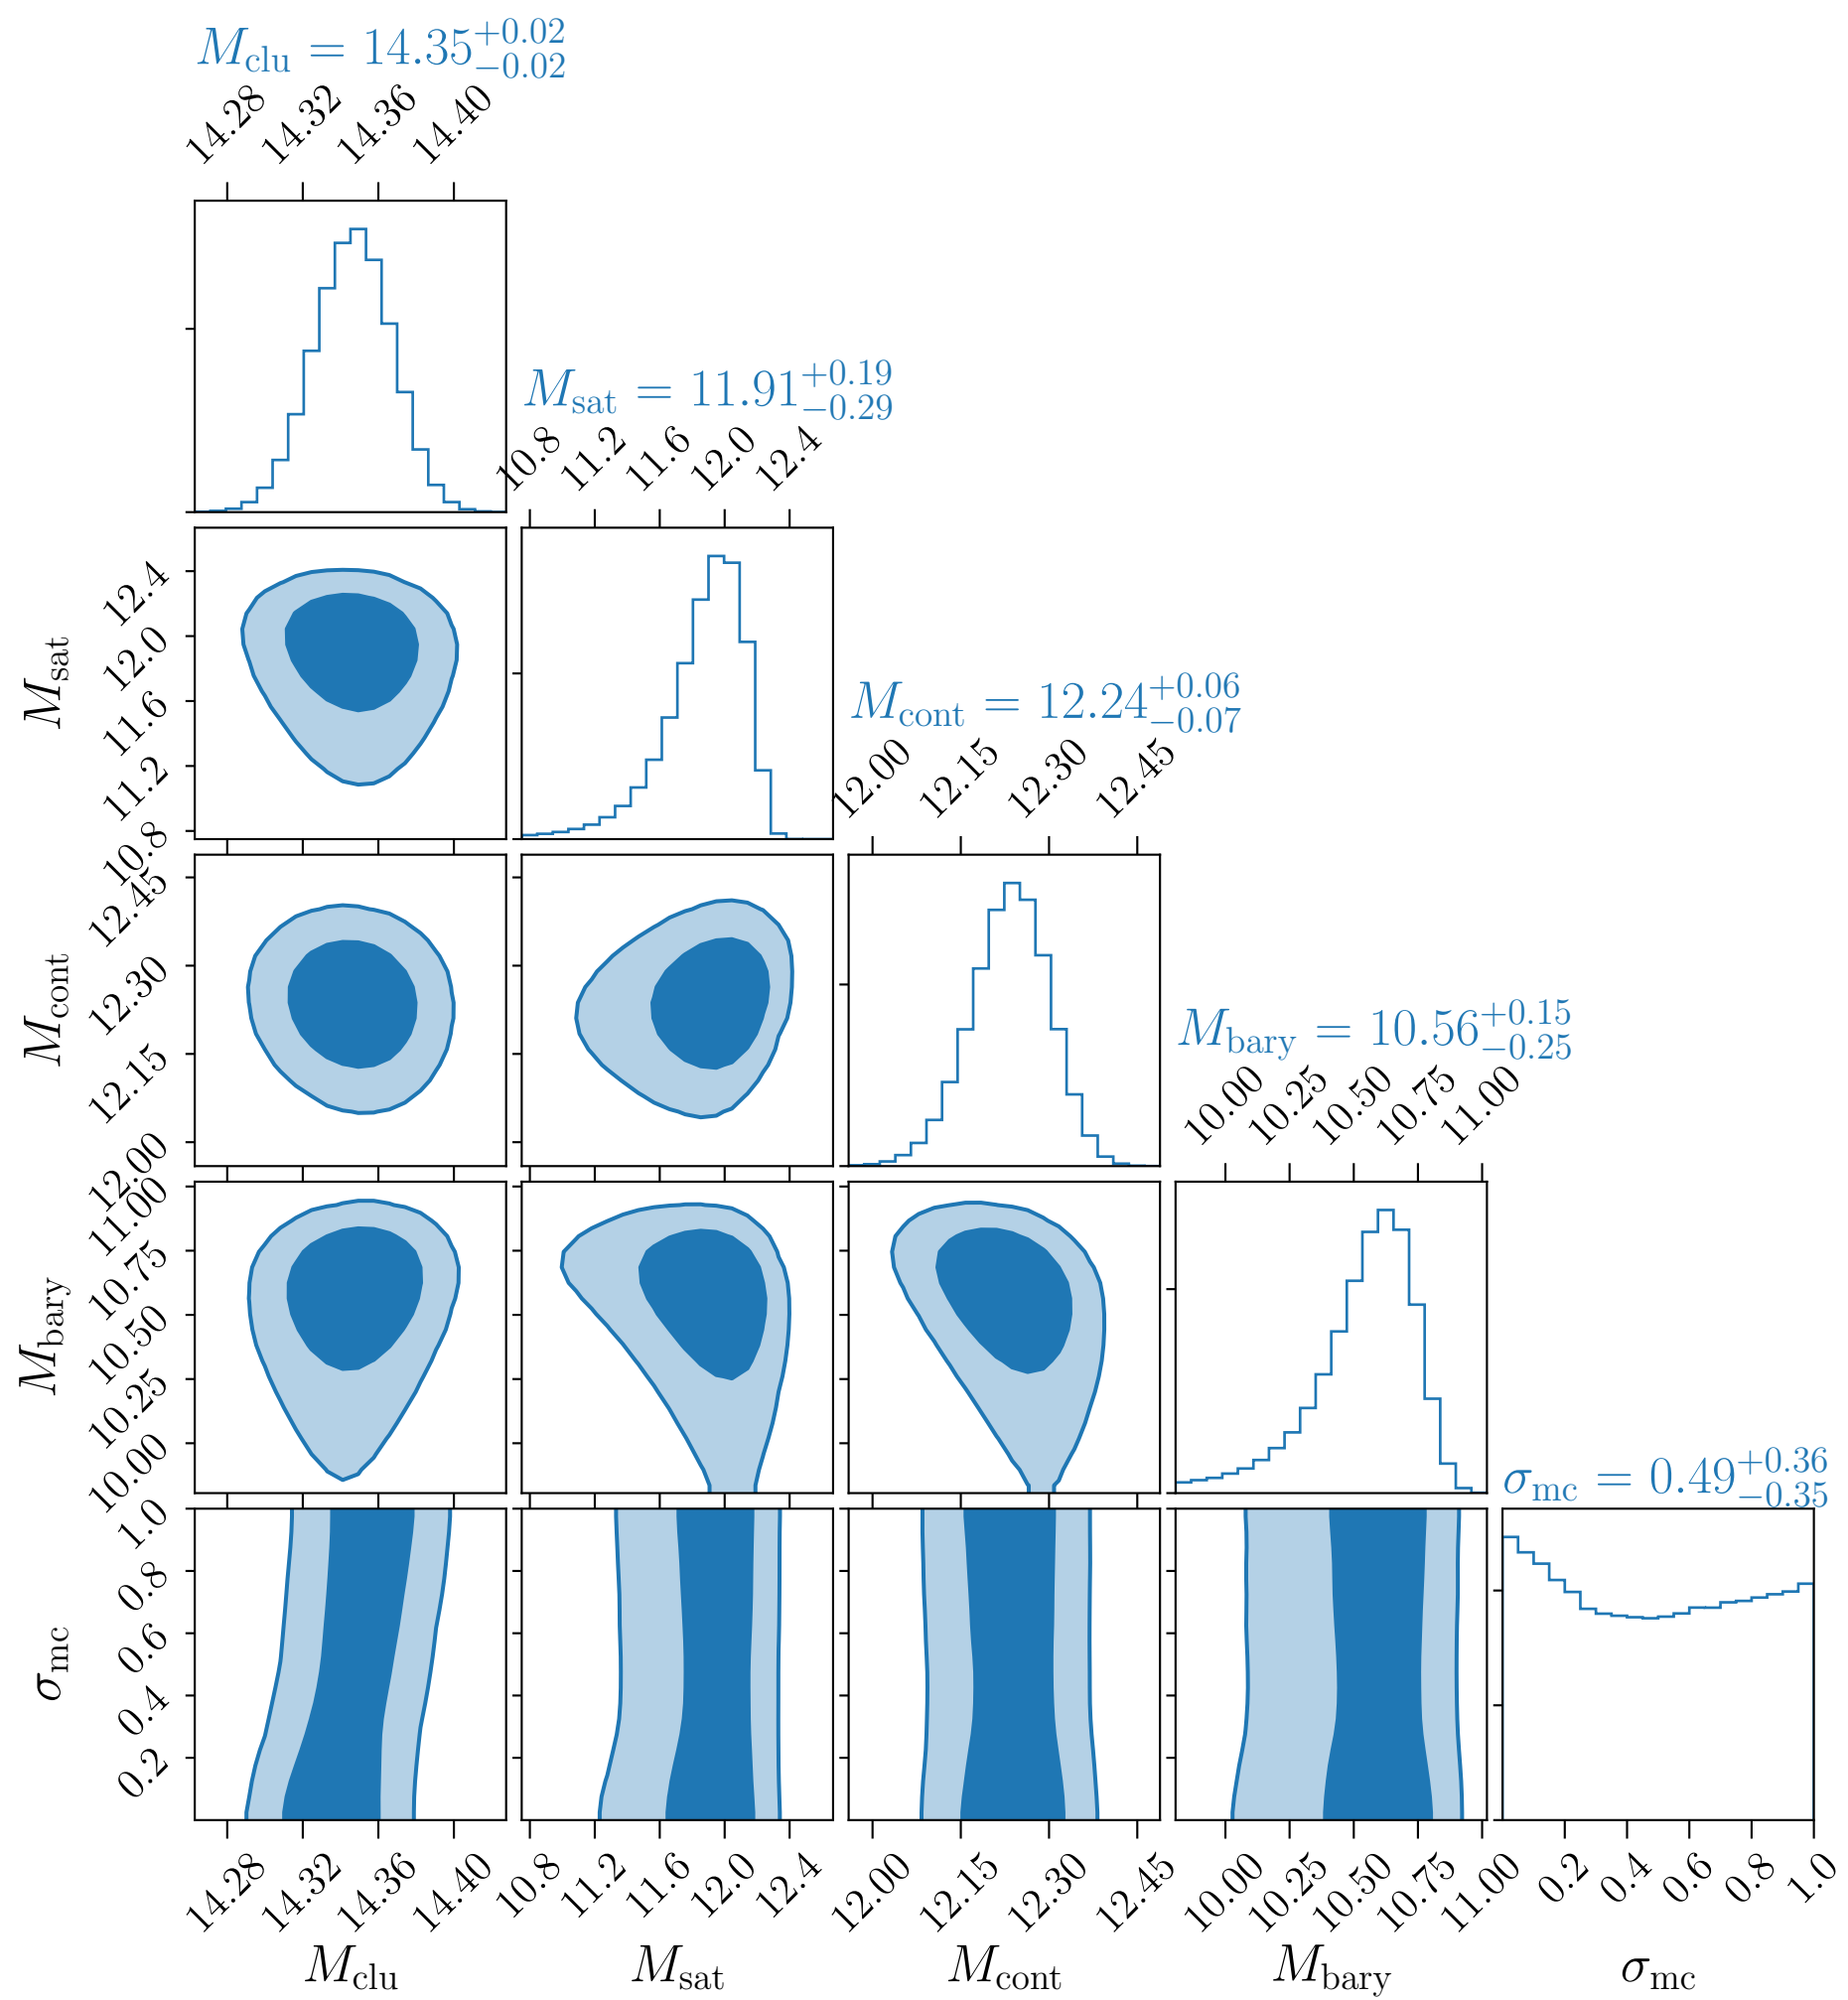 M_clu = 14.35^{+0.02}_{-0.02}
14.28 14.32 14.36 14.40
M_sat = 11.91^{+0.19}_{-0.29}
10.8 11.2 11.6 12.0 12.4
M_sat
12.4
12.0
11.6
11.2
10.8
M_cont = 12.24^{+0.06}_{-0.07}
12.00 12.15 12.30 12.45
M_cont
12.45
12.30
12.15
12.00
M_bary = 10.56^{+0.15}_{-0.25}
10.00 10.25 10.50 10.75 11.00
M_bary
11.00
10.75
10.50
10.25
10.00
σ_mc = 0.49^{+0.36}_{-0.35}
σ_mc
1.0
0.8
0.6
0.4
0.2
14.28 14.32 14.36 14.40 10.8 11.2 11.6 12.0 12.4 12.00 12.15 12.30 12.45 10.00 10.25 10.50 10.75 11.00 0.2 0.4 0.6 0.8 1.0
M_clu M_sat M_cont M_bary σ_mc